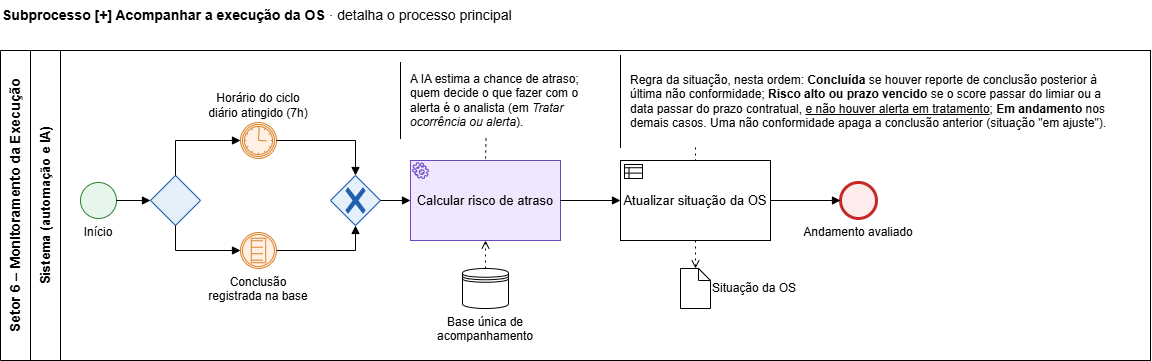 Subprocesso [+] Acompanhar a execução da OS · detalha o processo principal
Setor 6 – Monitoramento da Execução
Sistema (automação e IA)
Início
Horário do ciclo
diário atingido (7h)
Conclusão
registrada na base
A IA estima a chance de atraso;
quem decide o que fazer com o
alerta é o analista (em Tratar
ocorrência ou alerta).
Calcular risco de atraso
Base única de
acompanhamento
Regra da situação, nesta ordem: Concluída se houver reporte de conclusão posterior à
última não conformidade; Risco alto ou prazo vencido se o score passar do limiar ou a
data passar do prazo contratual, e não houver alerta em tratamento; Em andamento nos
demais casos. Uma não conformidade apaga a conclusão anterior (situação "em ajuste").
Atualizar situação da OS
Situação da OS
Andamento avaliado